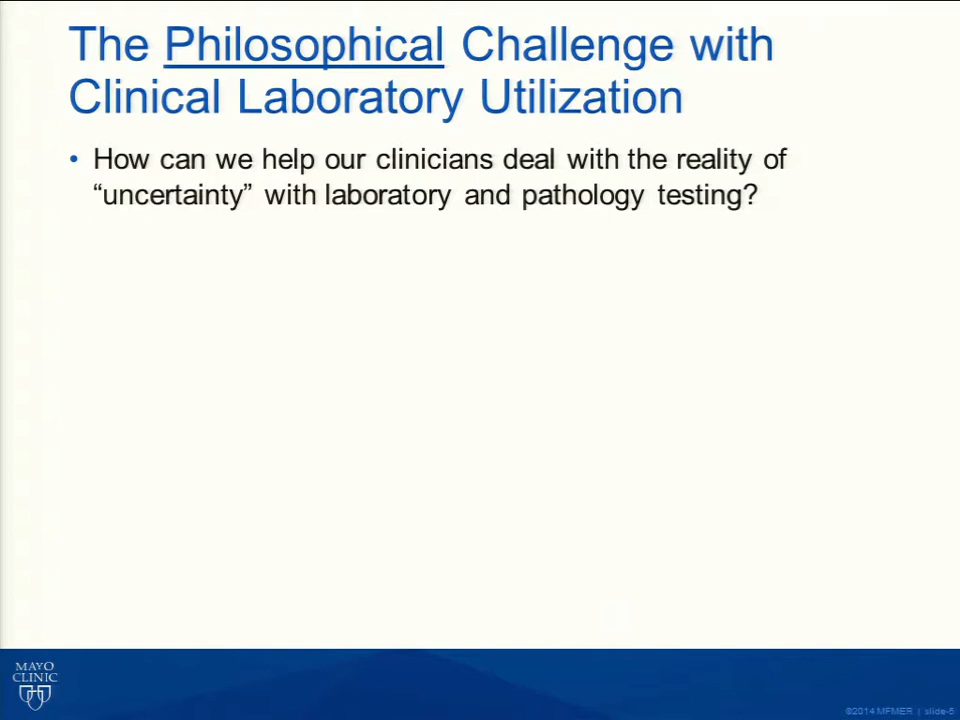 The Philosophical Challenge with
Clinical Laboratory Utilization
• How can we help our clinicians deal with the reality of
“uncertainty” with laboratory and pathology testing?
MAYO
CLINIC
©2014 MFMER | slide-5